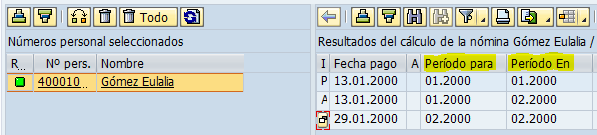 Todo
Números personal seleccionados
R... Nº pers. Nombre
400010... Gómez Eulalia
Resultados del cálculo de la nómina Gómez Eulalia /
I Fecha pago A Período para Período En
P 13.01.2000 01.2000 01.2000
A 13.01.2000 01.2000 02.2000
29.01.2000 02.2000 02.2000